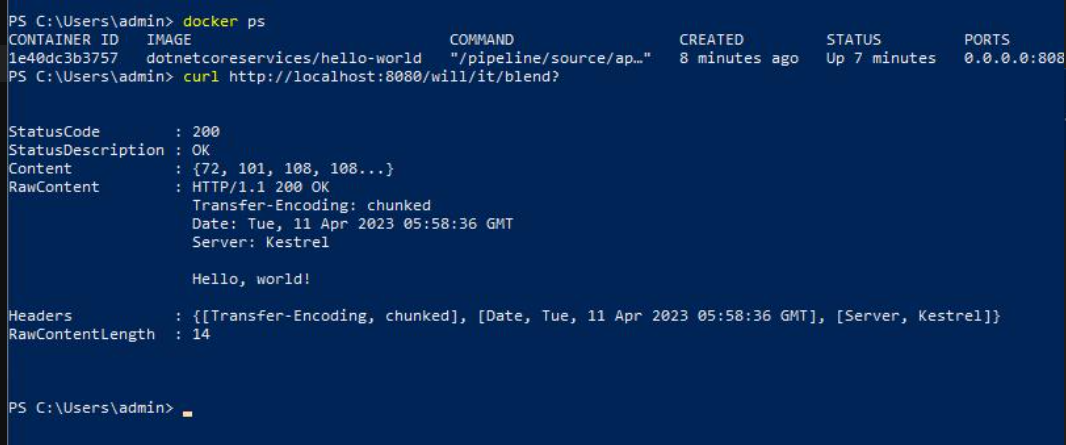 PS C:\Users\admin> docker ps
CONTAINER ID   IMAGE                            COMMAND                  CREATED         STATUS         PORTS
1e40dc3b3757   dotnetcoreservices/hello-world   "/pipeline/source/ap…"   8 minutes ago   Up 7 minutes   0.0.0.0:808
PS C:\Users\admin> curl http://localhost:8080/will/it/blend?
StatusCode        : 200
StatusDescription : OK
Content           : {72, 101, 108, 108...}
RawContent        : HTTP/1.1 200 OK
                    Transfer-Encoding: chunked
                    Date: Tue, 11 Apr 2023 05:58:36 GMT
                    Server: Kestrel
                    Hello, world!
Headers           : {[Transfer-Encoding, chunked], [Date, Tue, 11 Apr 2023 05:58:36 GMT], [Server, Kestrel]}
RawContentLength  : 14
PS C:\Users\admin>